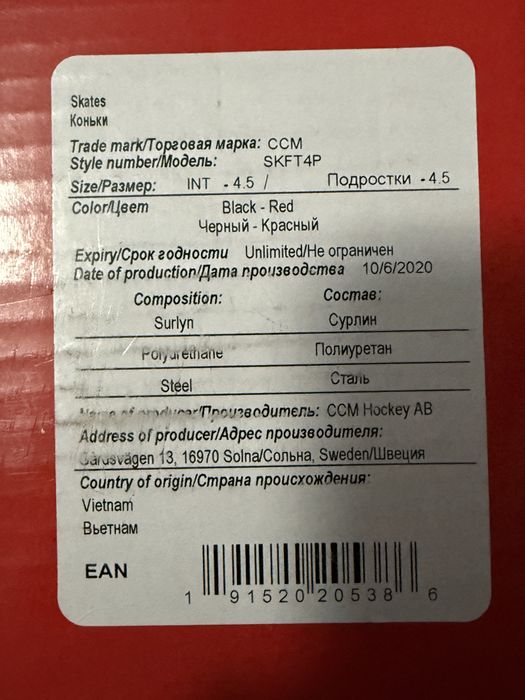 Skates
Коньки
Trade mark/Торговая марка: CCM
Style number/Модель: SKFT4P
Size/Размер: INT - 4.5 / Подростки - 4.5
Color/Цвет Black - Red
Черный - Красный
Expiry/Срок годности Unlimited/Не ограничен
Date of production/Дата производства 10/6/2020
Composition: Состав:
Surlyn Сурлин
Polyurethane Полиуретан
Steel Сталь
Name of producer/Производитель: CCM Hockey AB
Address of producer/Адрес производителя:
Gårdsvägen 13, 16970 Solna/Сольна, Sweden/Швеция
Country of origin/Страна происхождения:
Vietnam
Вьетнам
EAN
1 91520 20538 6